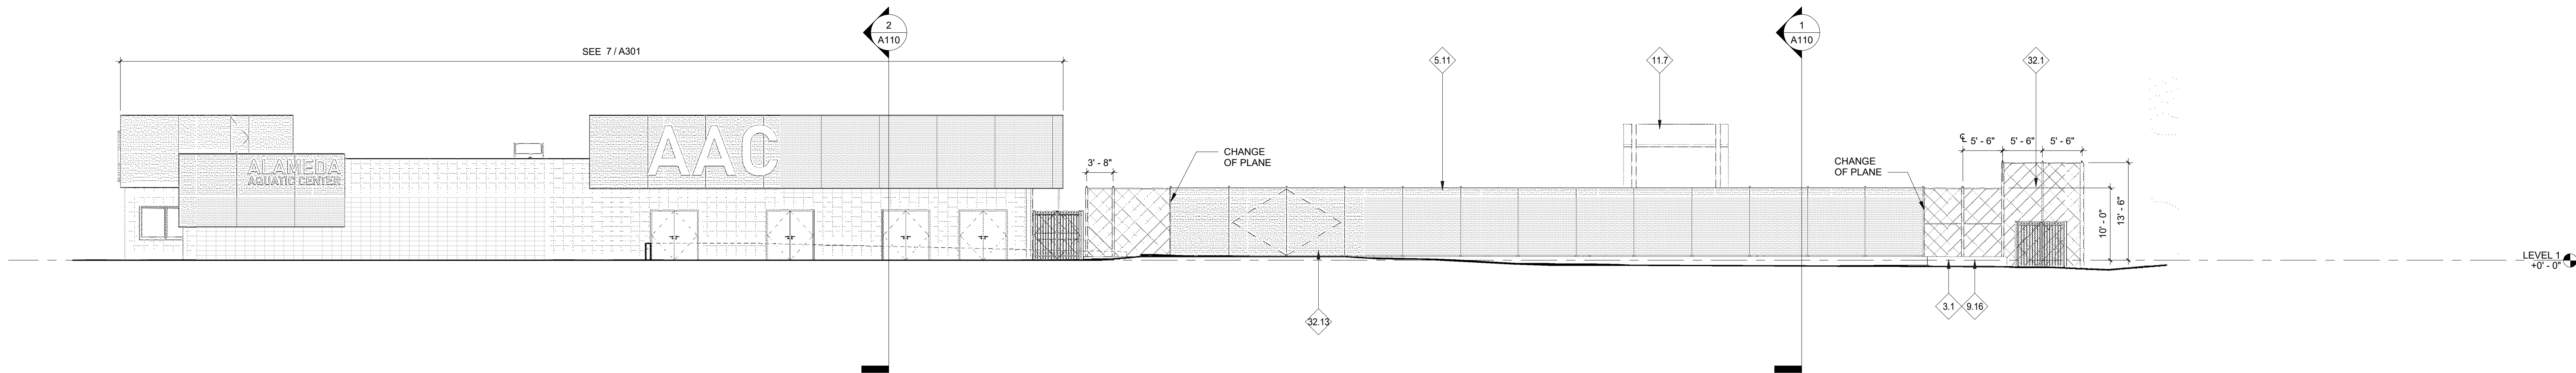 2
A110
1
A110
SEE 7 / A301
5.11
11.7
32.1
AAC
ALAMEDA
AQUATIC CENTER
3' - 8"
CHANGE
OF PLANE
CHANGE
OF PLANE
℄ 5' - 6" 5' - 6" 5' - 6"
10' - 0"
13' - 6"
LEVEL 1
+0' - 0"
32.13
3.1
9.16